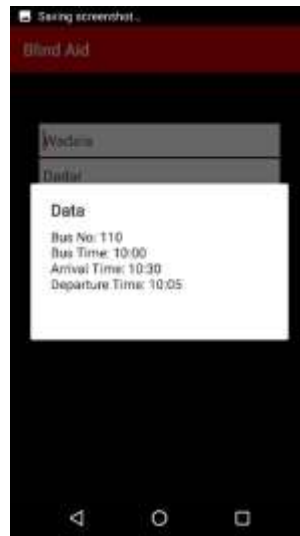 Saving screenshot...
Blind Aid
Wadala
Dadar
Data
Bus No: 110
Bus Time: 10:00
Arrival Time: 10:30
Departure Time: 10:05